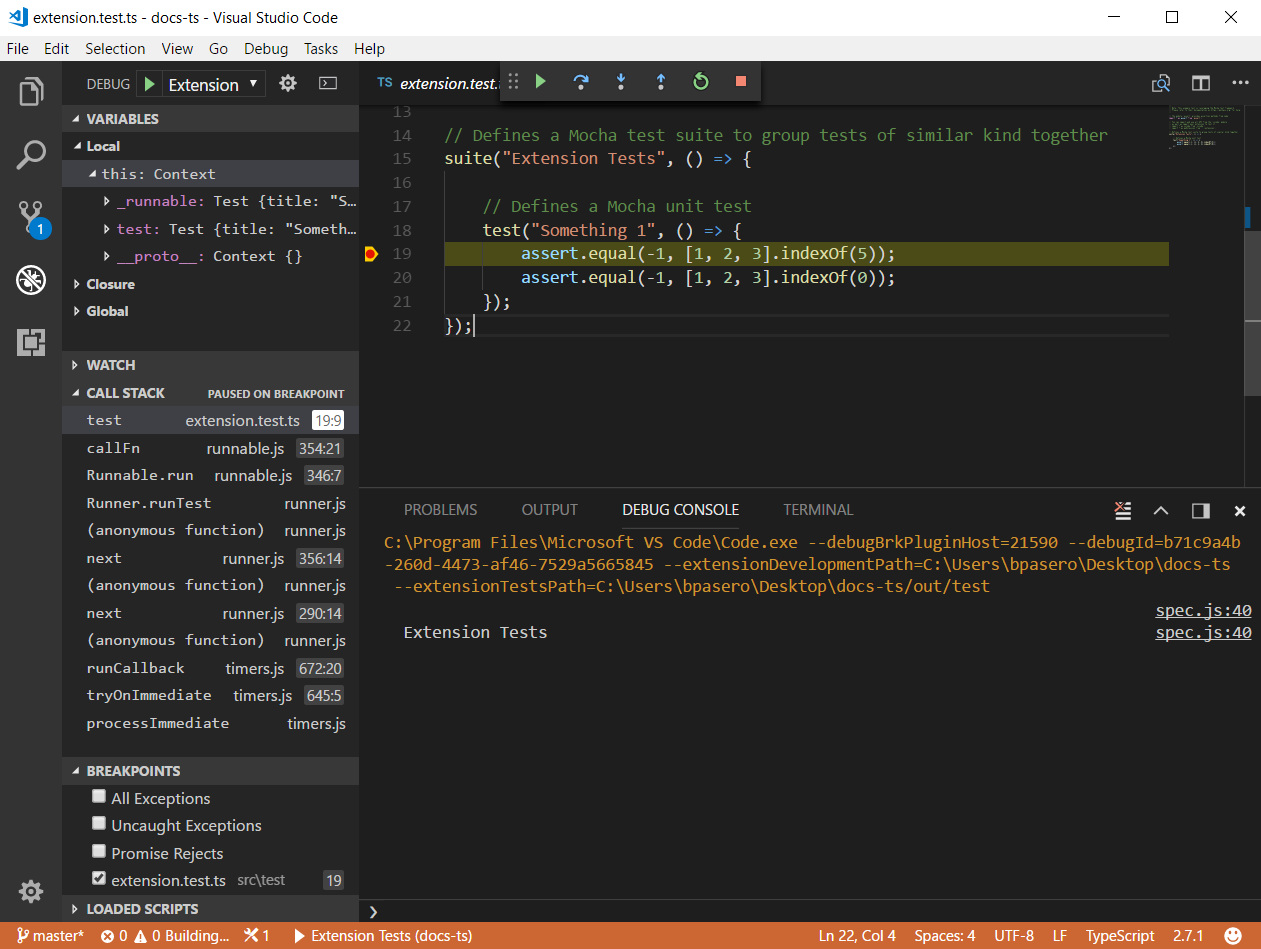 extension.test.ts - docs-ts - Visual Studio Code
File Edit Selection View Go Debug Tasks Help
DEBUG Extension
VARIABLES
Local
this: Context
_runnable: Test {title: "S…
test: Test {title: "Someth…
__proto__: Context {}
Closure
Global
WATCH
CALL STACK PAUSED ON BREAKPOINT
test extension.test.ts 19:9
callFn runnable.js 354:21
Runnable.run runnable.js 346:7
Runner.runTest runner.js
(anonymous function) runner.js
next runner.js 356:14
(anonymous function) runner.js
next runner.js 290:14
(anonymous function) runner.js
runCallback timers.js 672:20
tryOnImmediate timers.js 645:5
processImmediate timers.js
BREAKPOINTS
All Exceptions
Uncaught Exceptions
Promise Rejects
extension.test.ts src\test 19
LOADED SCRIPTS
1
TS extension.test.
13
14 // Defines a Mocha test suite to group tests of similar kind together
15 suite("Extension Tests", () => {
16
17 // Defines a Mocha unit test
18 test("Something 1", () => {
19 assert.equal(-1, [1, 2, 3].indexOf(5));
20 assert.equal(-1, [1, 2, 3].indexOf(0));
21 });
22 });
PROBLEMS OUTPUT DEBUG CONSOLE TERMINAL
C:\Program Files\Microsoft VS Code\Code.exe --debugBrkPluginHost=21590 --debugId=b71c9a4b
-260d-4473-af46-7529a5665845 --extensionDevelopmentPath=C:\Users\bpasero\Desktop\docs-ts
--extensionTestsPath=C:\Users\bpasero\Desktop\docs-ts/out/test
spec.js:40
Extension Tests spec.js:40
master* 0 0 Building... 1 Extension Tests (docs-ts) Ln 22, Col 4 Spaces: 4 UTF-8 LF TypeScript 2.7.1